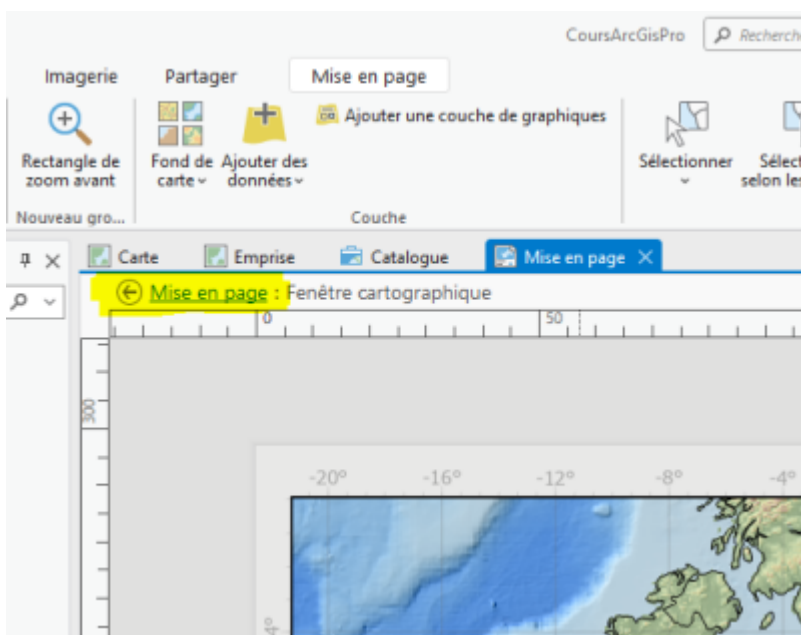 CoursArcGisPro
Recherch
Imagerie Partager Mise en page
Rectangle de zoom avant
Fond de carte
Ajouter des données
Ajouter une couche de graphiques
Sélectionner
Sélect
selon les
Nouveau gro...
Couche
Carte Emprise Catalogue Mise en page
Mise en page : Fenêtre cartographique
0 50
300
-20° -16° -12° -8° -4°